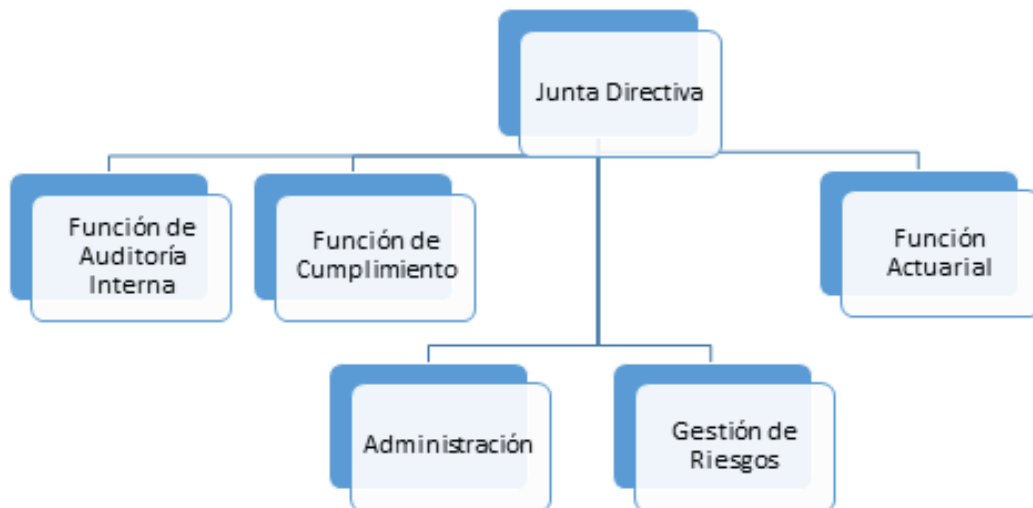 Junta Directiva
Función de
Auditoría
Interna
Función de
Cumplimiento
Función
Actuarial
Administración
Gestión de
Riesgos